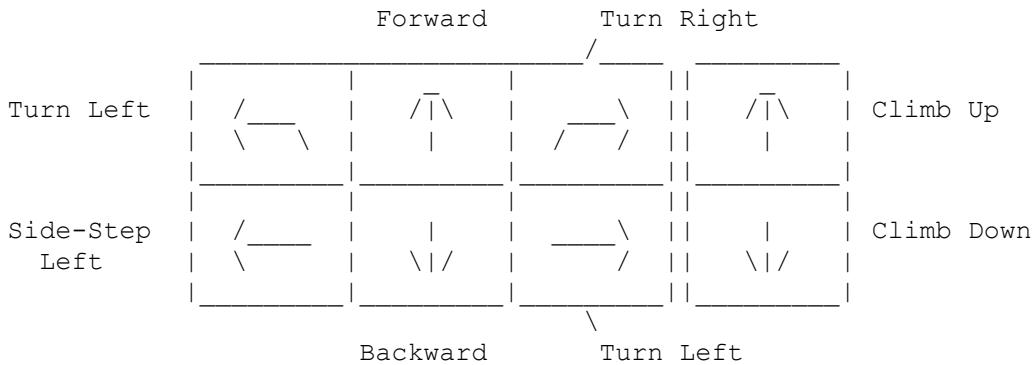 Forward Turn Right
Turn Left Climb Up
Side-Step Climb Down
Left
Backward Turn Left